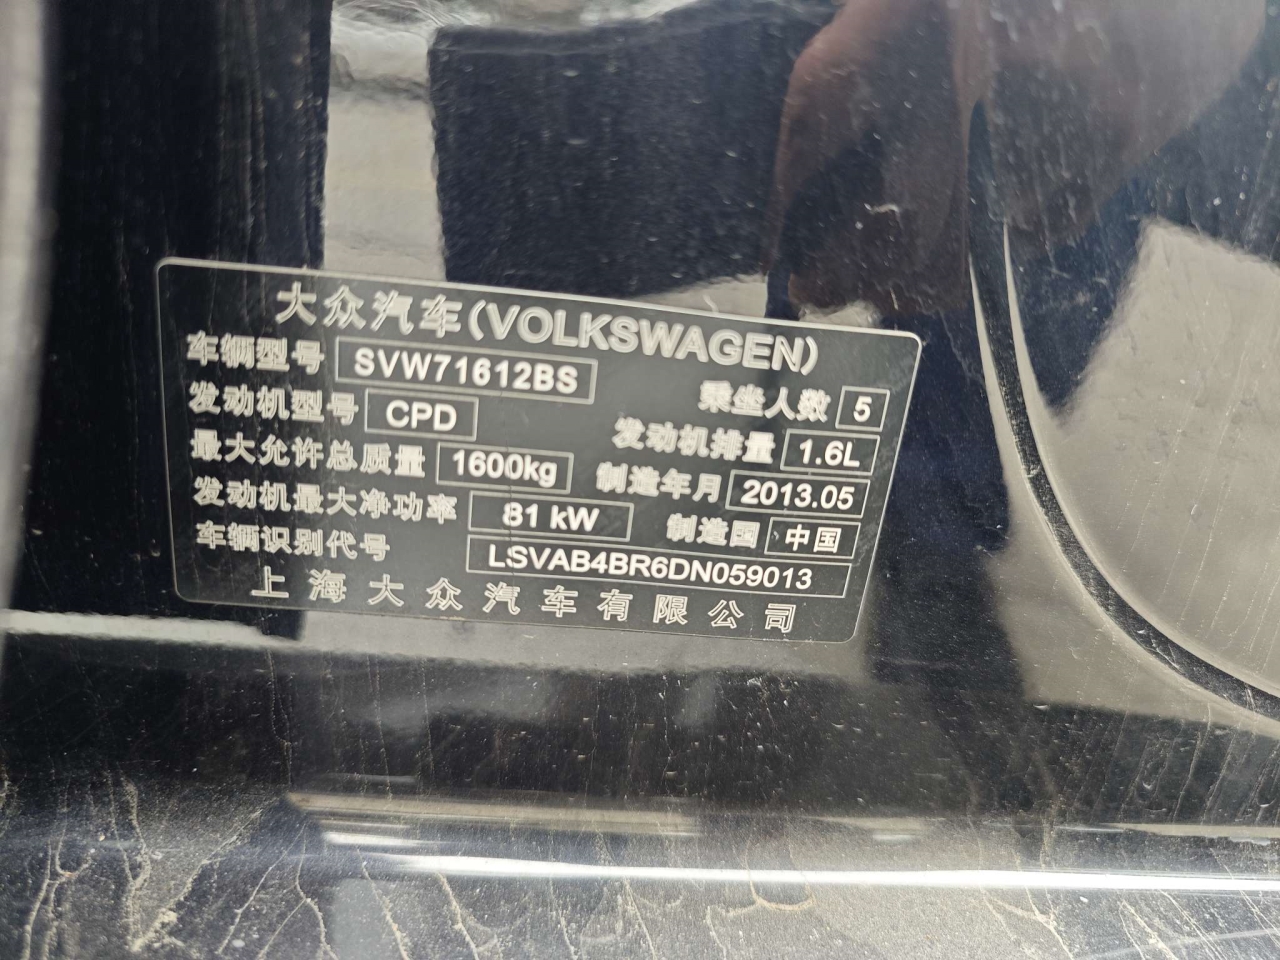 大众汽车(VOLKSWAGEN)
车辆型号 SVW71612BS 乘坐人数 5
发动机型号 CPD 发动机排量 1.6L
最大允许总质量 1600kg 制造年月 2013.05
发动机最大净功率 81 kW 制造国 中国
车辆识别代号 LSVAB4BR6DN059013
上海大众汽车有限公司